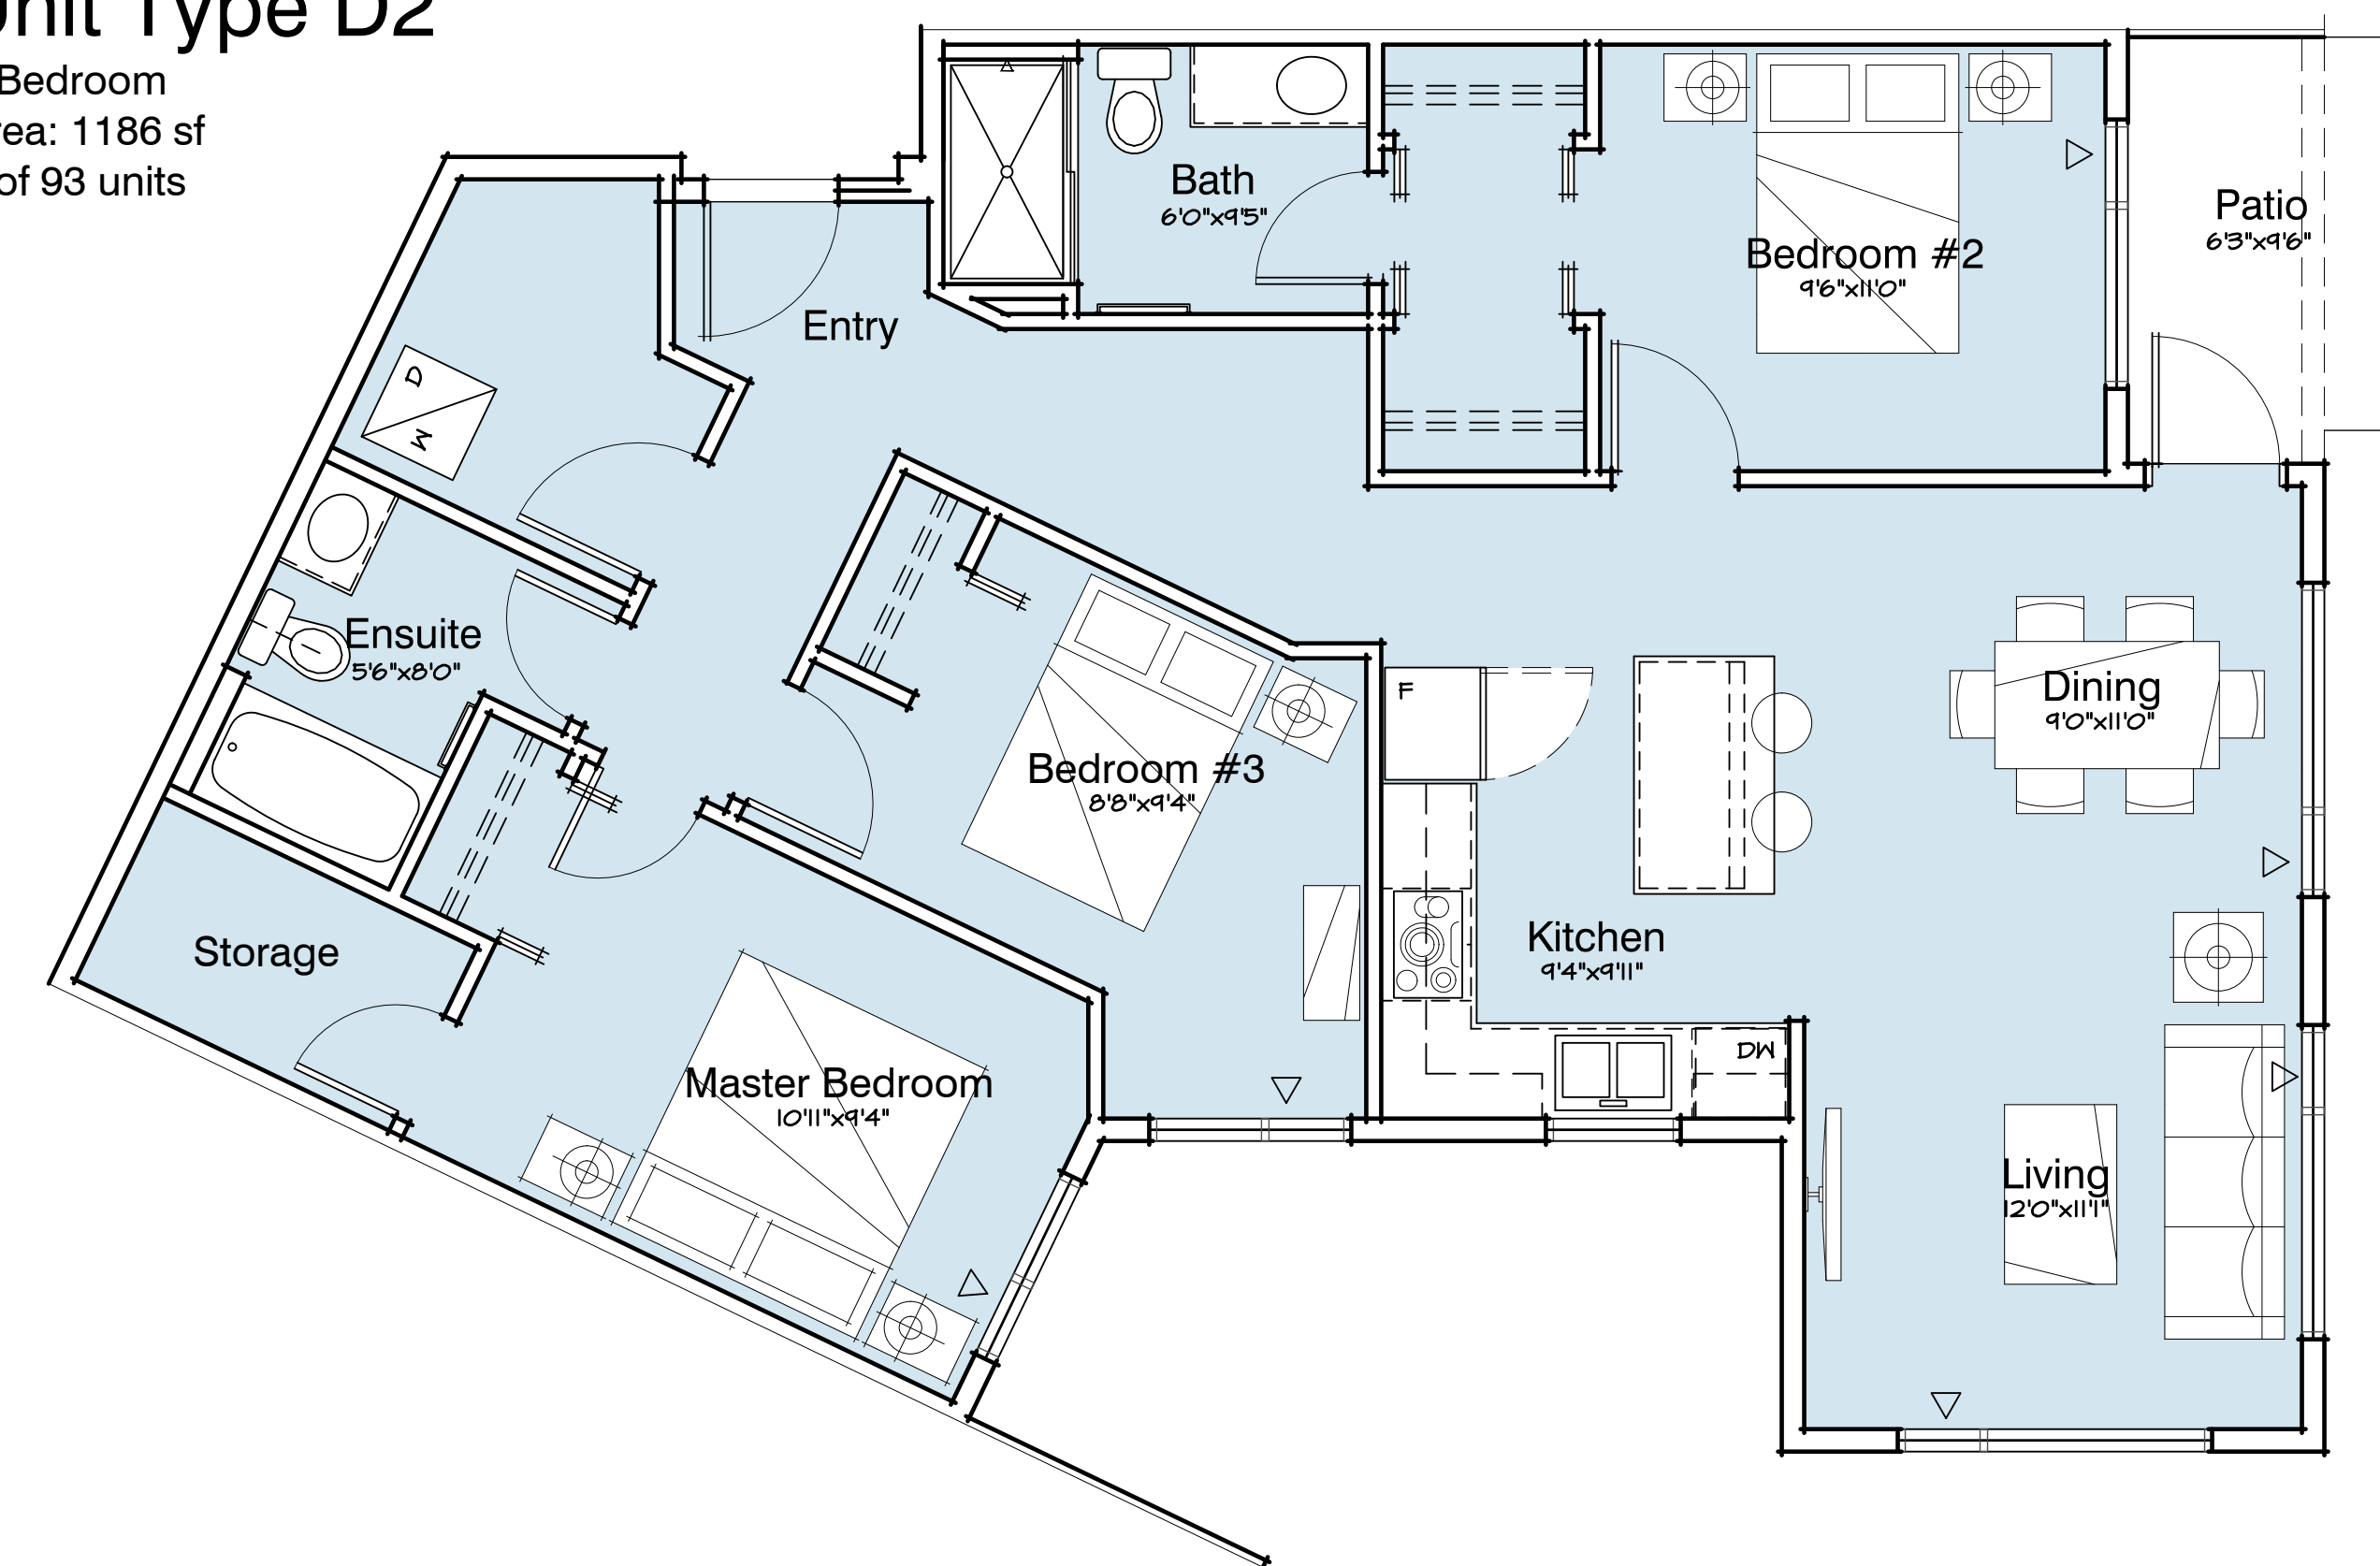 Unit Type D2
Bedroom
rea: 1186 sf
of 93 units
Bath
6'0"x9'5"
Bedroom #2
9'6"x11'0"
Patio
6'3"x9'6"
Entry
D
W
Ensuite
5'6"x8'0"
F
Dining
9'0"x11'0"
Bedroom #3
8'8"x9'4"
Kitchen
9'4"x9'11"
Storage
DW
Master Bedroom
10'11"x9'4"
Living
12'0"x11'1"